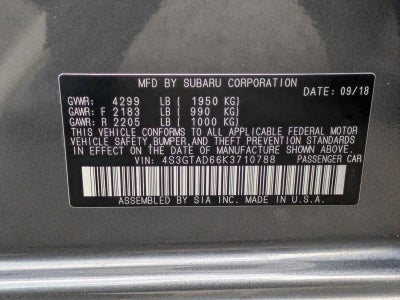 MFD BY SUBARU CORPORATION
DATE: 09/18
GVWR: 4299 LB [ 1950 KG]
GAWR: F 2183 LB [ 990 KG]
GAWR: R 2205 LB [ 1000 KG]
THIS VEHICLE CONFORMS TO ALL APPLICABLE FEDERAL MOTOR
VEHICLE SAFETY,BUMPER,AND THEFT PREVENTION STANDARDS
IN EFFECT ON THE DATE OF MANUFACTURE SHOWN ABOVE.
VIN: 4S3GTAD66K3710788 PASSENGER CAR
ASSEMBLED BY SIA INC. MADE IN U.S.A.